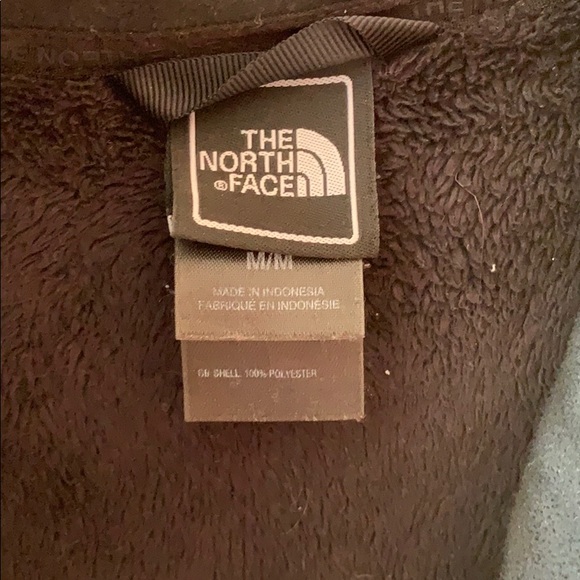 THE
NORTH
FACE
M/M
MADE IN INDONESIA
FABRIQUÉ EN INDONÉSIE
SHELL: 100% POLYESTER